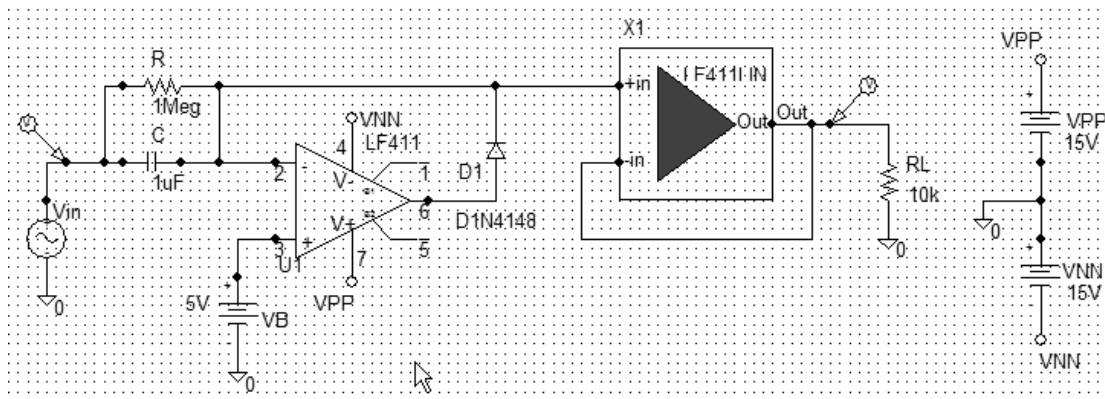 X1
R
1Meg
C
1uF
Vin
0
VNN
4
LF411
2
-
V-
1
6
V+
3
+
U1
7
5
VPP
D1
D1N4148
5V
+
VB
0
+in
-in
Out
Out
RL
10k
0
VPP
+
VPP
15V
-
0
+
VNN
15V
VNN